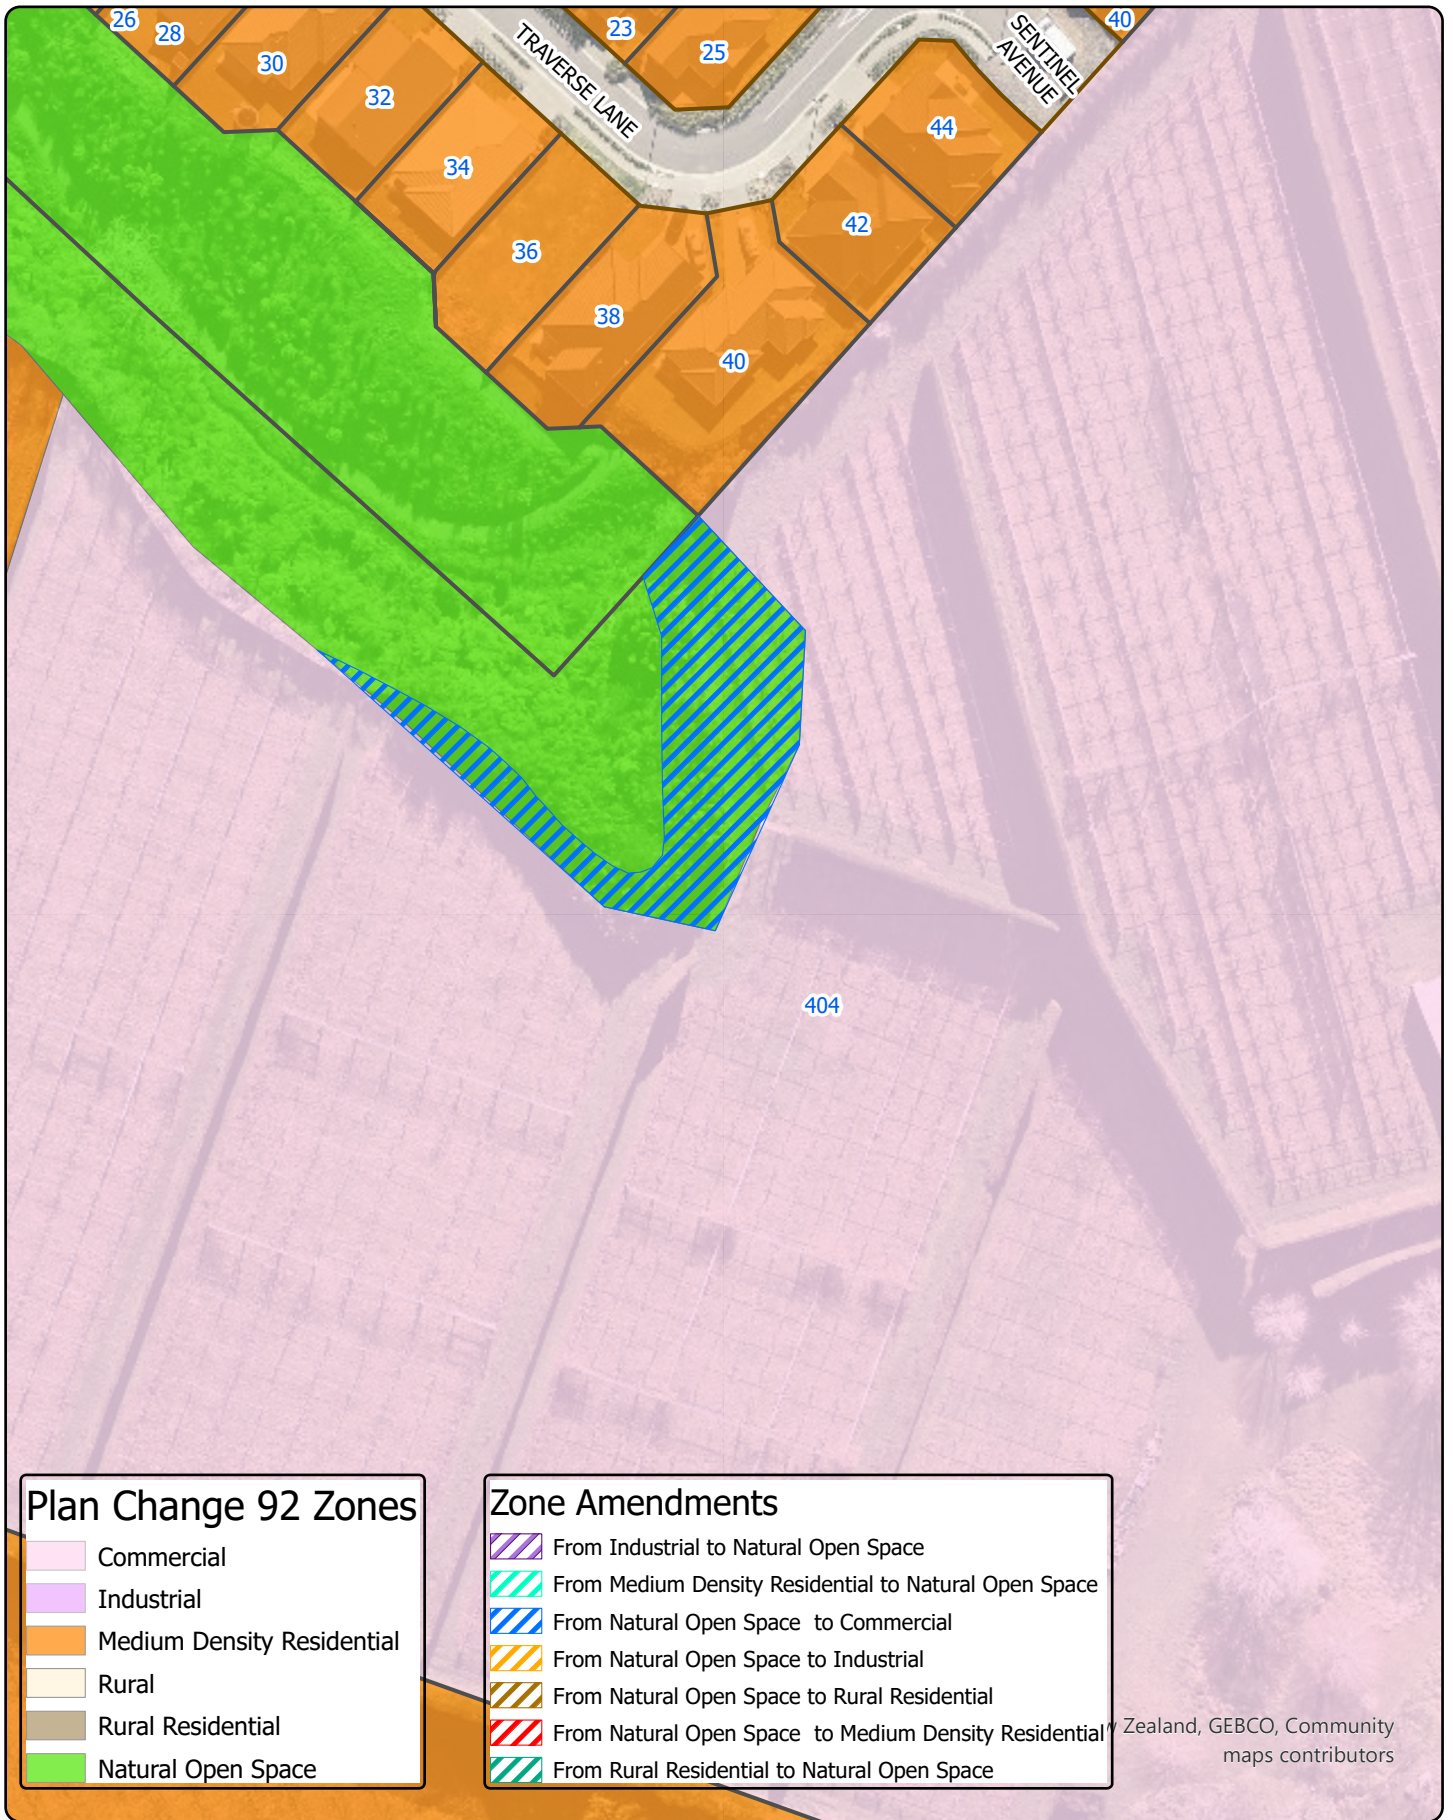 26
28
30
32
34
36
38
40
23
25
TRAVERSE LANE
SENTINEL
AVENUE
40
44
42
404
Plan Change 92 Zones
Commercial
Industrial
Medium Density Residential
Rural
Rural Residential
Natural Open Space
Zone Amendments
From Industrial to Natural Open Space
From Medium Density Residential to Natural Open Space
From Natural Open Space to Commercial
From Natural Open Space to Industrial
From Natural Open Space to Rural Residential
From Natural Open Space to Medium Density Residential
From Rural Residential to Natural Open Space
Zealand, GEBCO, Community
maps contributors